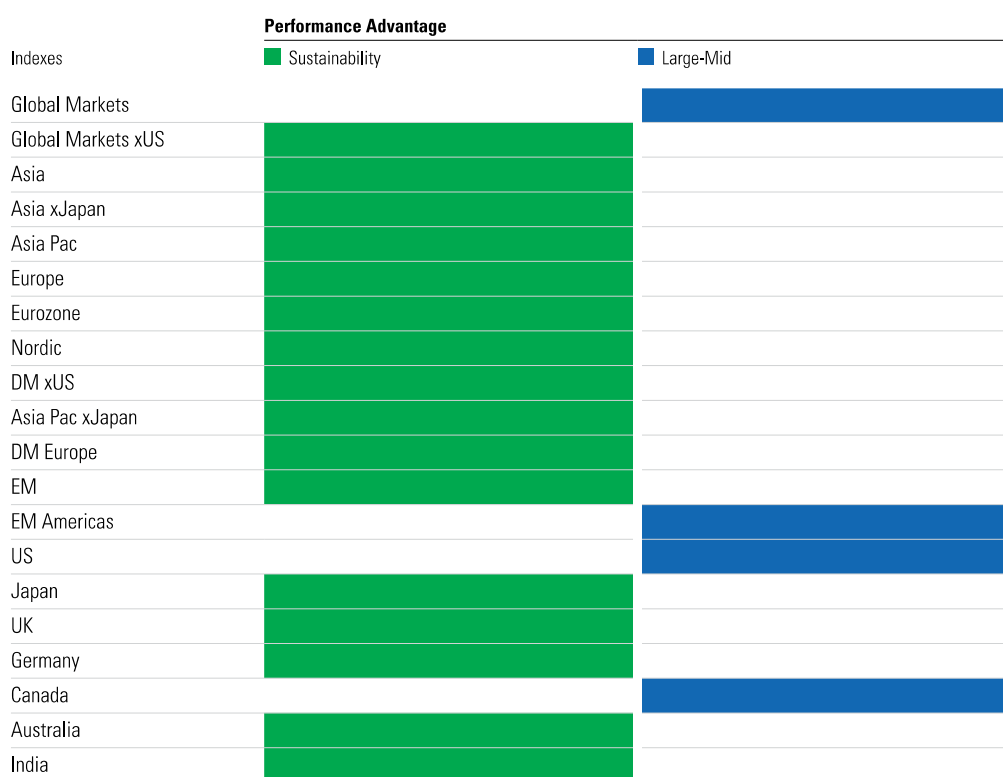 Performance Advantage
Indexes
Sustainability
Large-Mid
Global Markets
Global Markets xUS
Asia
Asia xJapan
Asia Pac
Europe
Eurozone
Nordic
DM xUS
Asia Pac xJapan
DM Europe
EM
EM Americas
US
Japan
UK
Germany
Canada
Australia
India